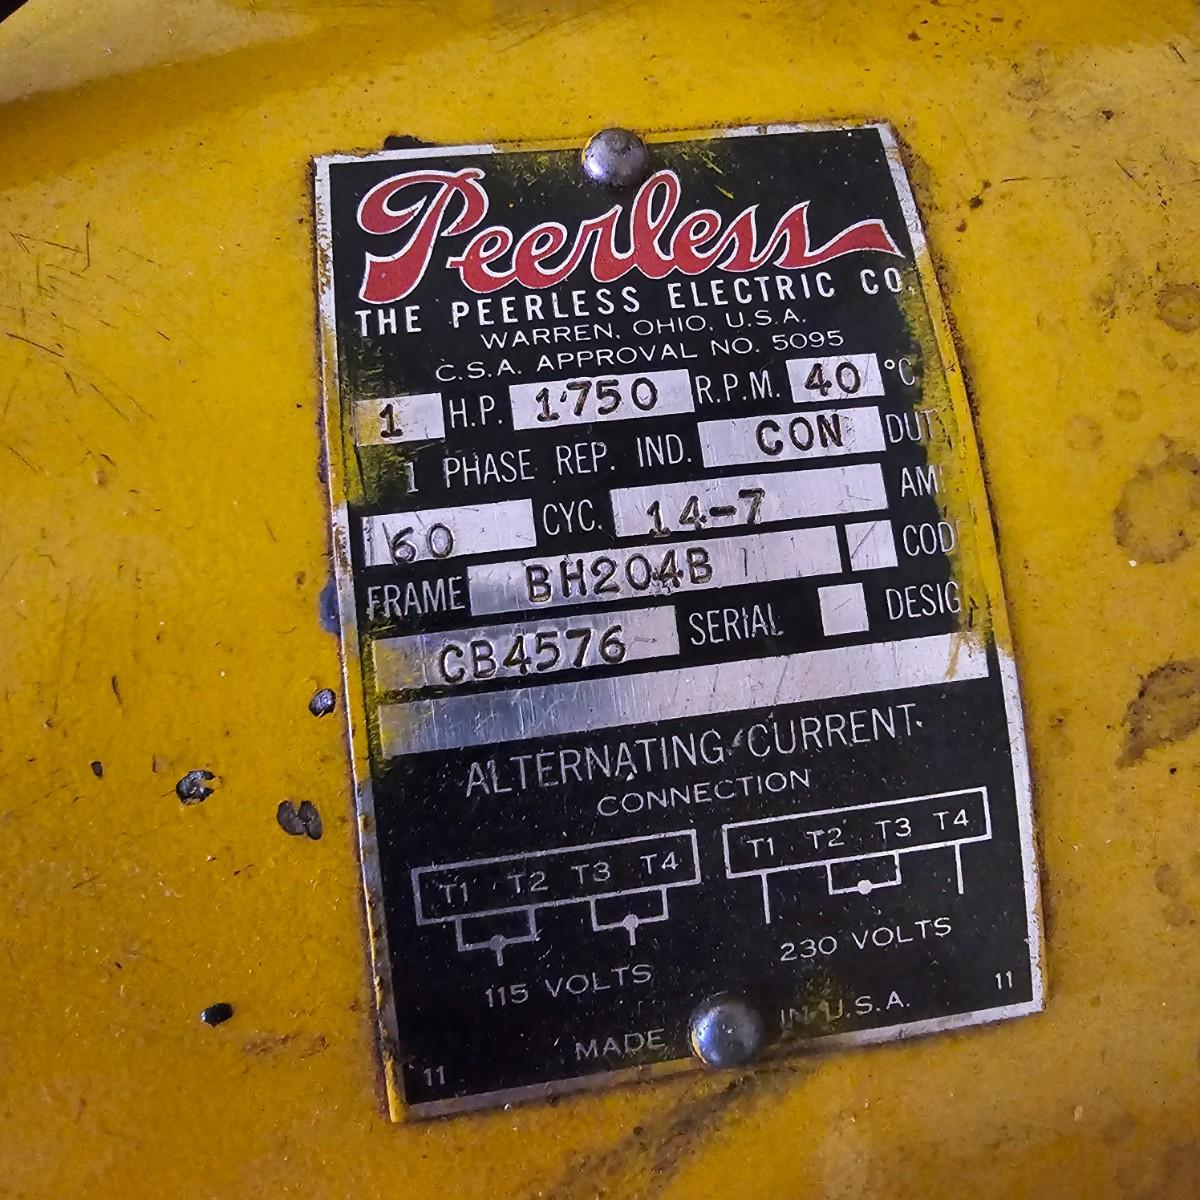 Peerless
THE PEERLESS ELECTRIC CO.
WARREN, OHIO, U.S.A.
C.S.A. APPROVAL NO. 5095
1 H.P. 1750 R.P.M. 40 °C
1 PHASE REP. IND. CON DUT
60 CYC. 14-7 AM
FRAME BH204B COD
CB4576 SERIAL DESIG
ALTERNATING CURRENT
CONNECTION
T1 T2 T3 T4 T1 T2 T3 T4
115 VOLTS 230 VOLTS
MADE IN U.S.A. 11
11